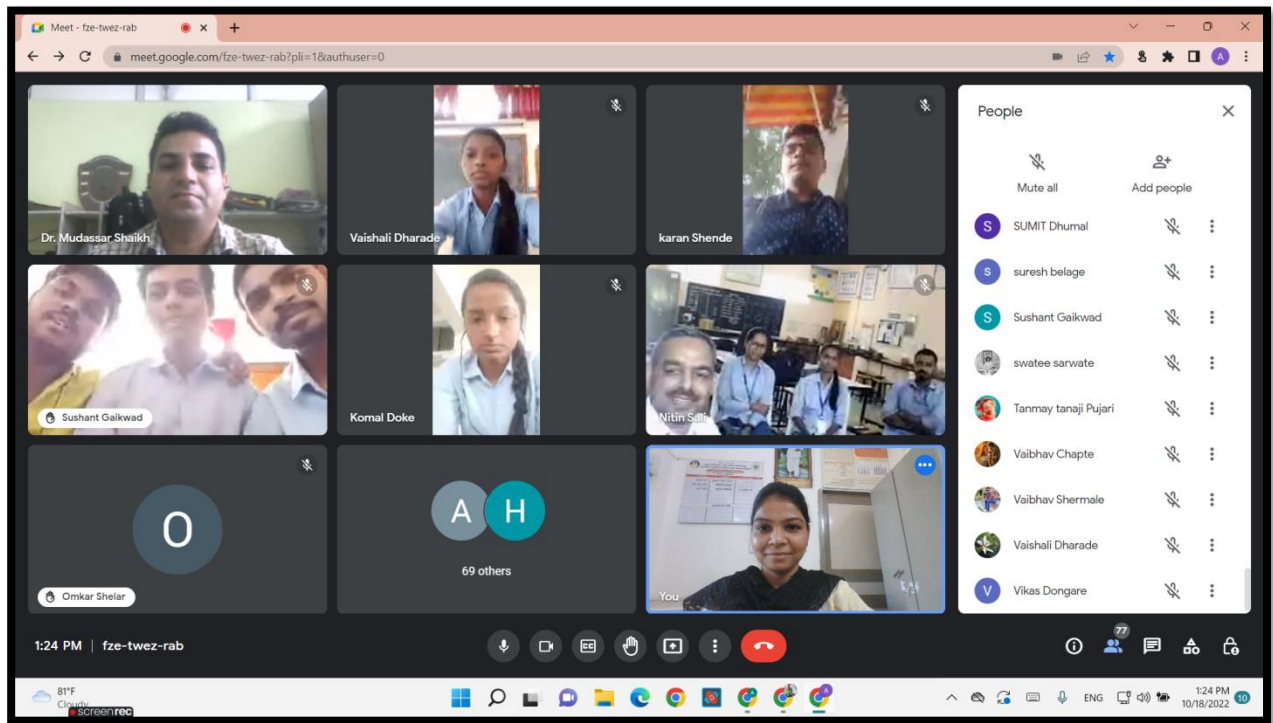 Meet - fze-twez-rab
meet.google.com/fze-twez-rab?pli=1&authuser=0
A
Dr. Mudassar Shaikh
Vaishali Dharade
karan Shende
Sushant Gaikwad
Komal Doke
Nitin Sali
O
Omkar Shelar
A H
69 others
You
People
Mute all
Add people
S SUMIT Dhumal
s suresh belage
S Sushant Gaikwad
swatee sarwate
Tanmay tanaji Pujari
Vaibhav Chapte
Vaibhav Shermale
Vaishali Dharade
V Vikas Dongare
1:24 PM | fze-twez-rab
CC
77
81°F
Cloudy
screenrec
ENG
1:24 PM
10/18/2022
10